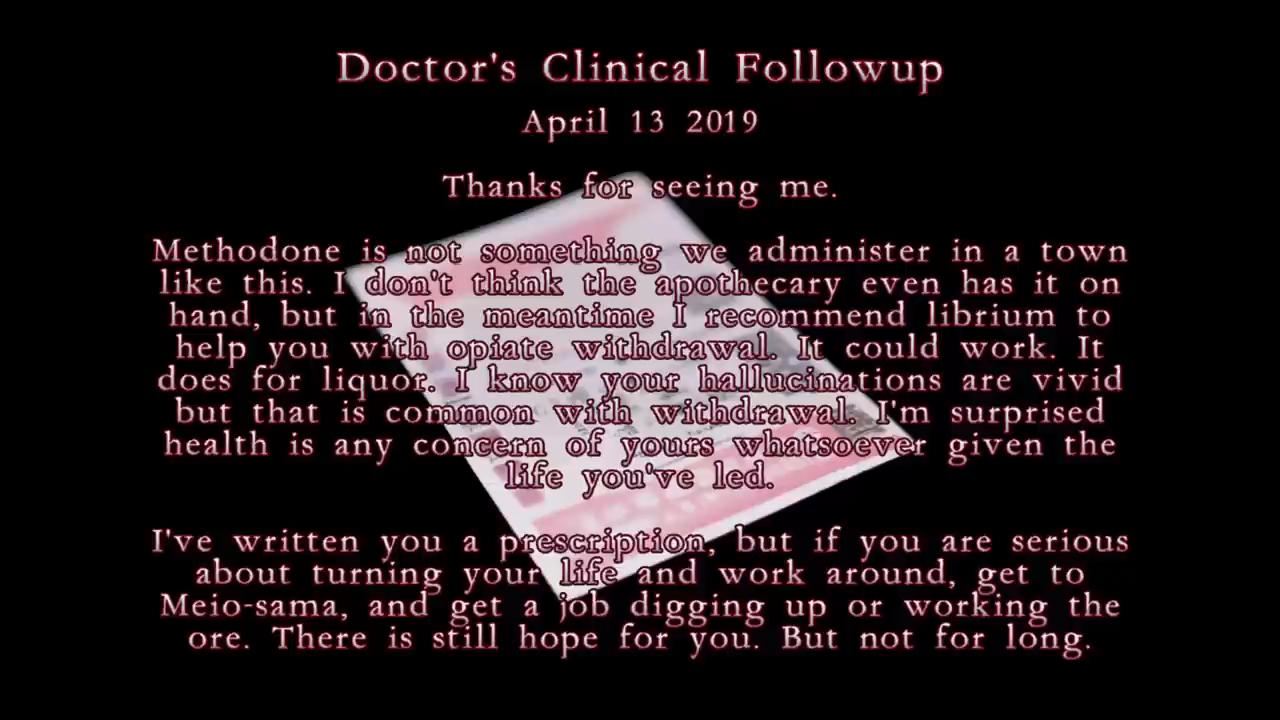 Doctor's Clinical Followup
April 13 2019
Thanks for seeing me.
Methodone is not something we administer in a town
like this. I don't think the apothecary even has it on
hand, but in the meantime I recommend librium to
help you with opiate withdrawal. It could work. It
does for liquor. I know your hallucinations are vivid
but that is common with withdrawal. I'm surprised
health is any concern of yours whatsoever given the
life you've led.
I've written you a prescription, but if you are serious
about turning your life and work around, get to
Meio-sama, and get a job digging up or working the
ore. There is still hope for you. But not for long.